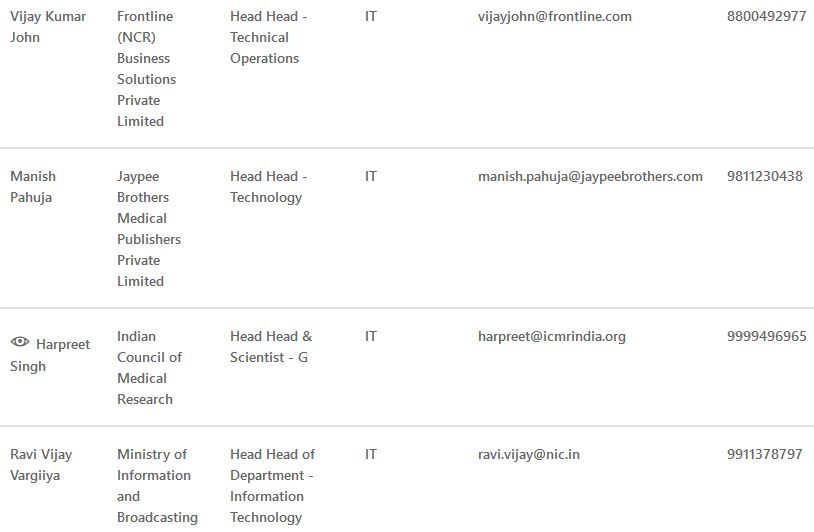 Vijay Kumar John
Frontline (NCR) Business Solutions Private Limited
Head Head - Technical Operations
IT
vijayjohn@frontline.com
8800492977
Manish Pahuja
Jaypee Brothers Medical Publishers Private Limited
Head Head - Technology
IT
manish.pahuja@jaypeebrothers.com
9811230438
Harpreet Singh
Indian Council of Medical Research
Head Head & Scientist - G
IT
harpreet@icmrindia.org
9999496965
Ravi Vijay Vargiiya
Ministry of Information and Broadcasting
Head Head of Department - Information Technology
IT
ravi.vijay@nic.in
9911378797